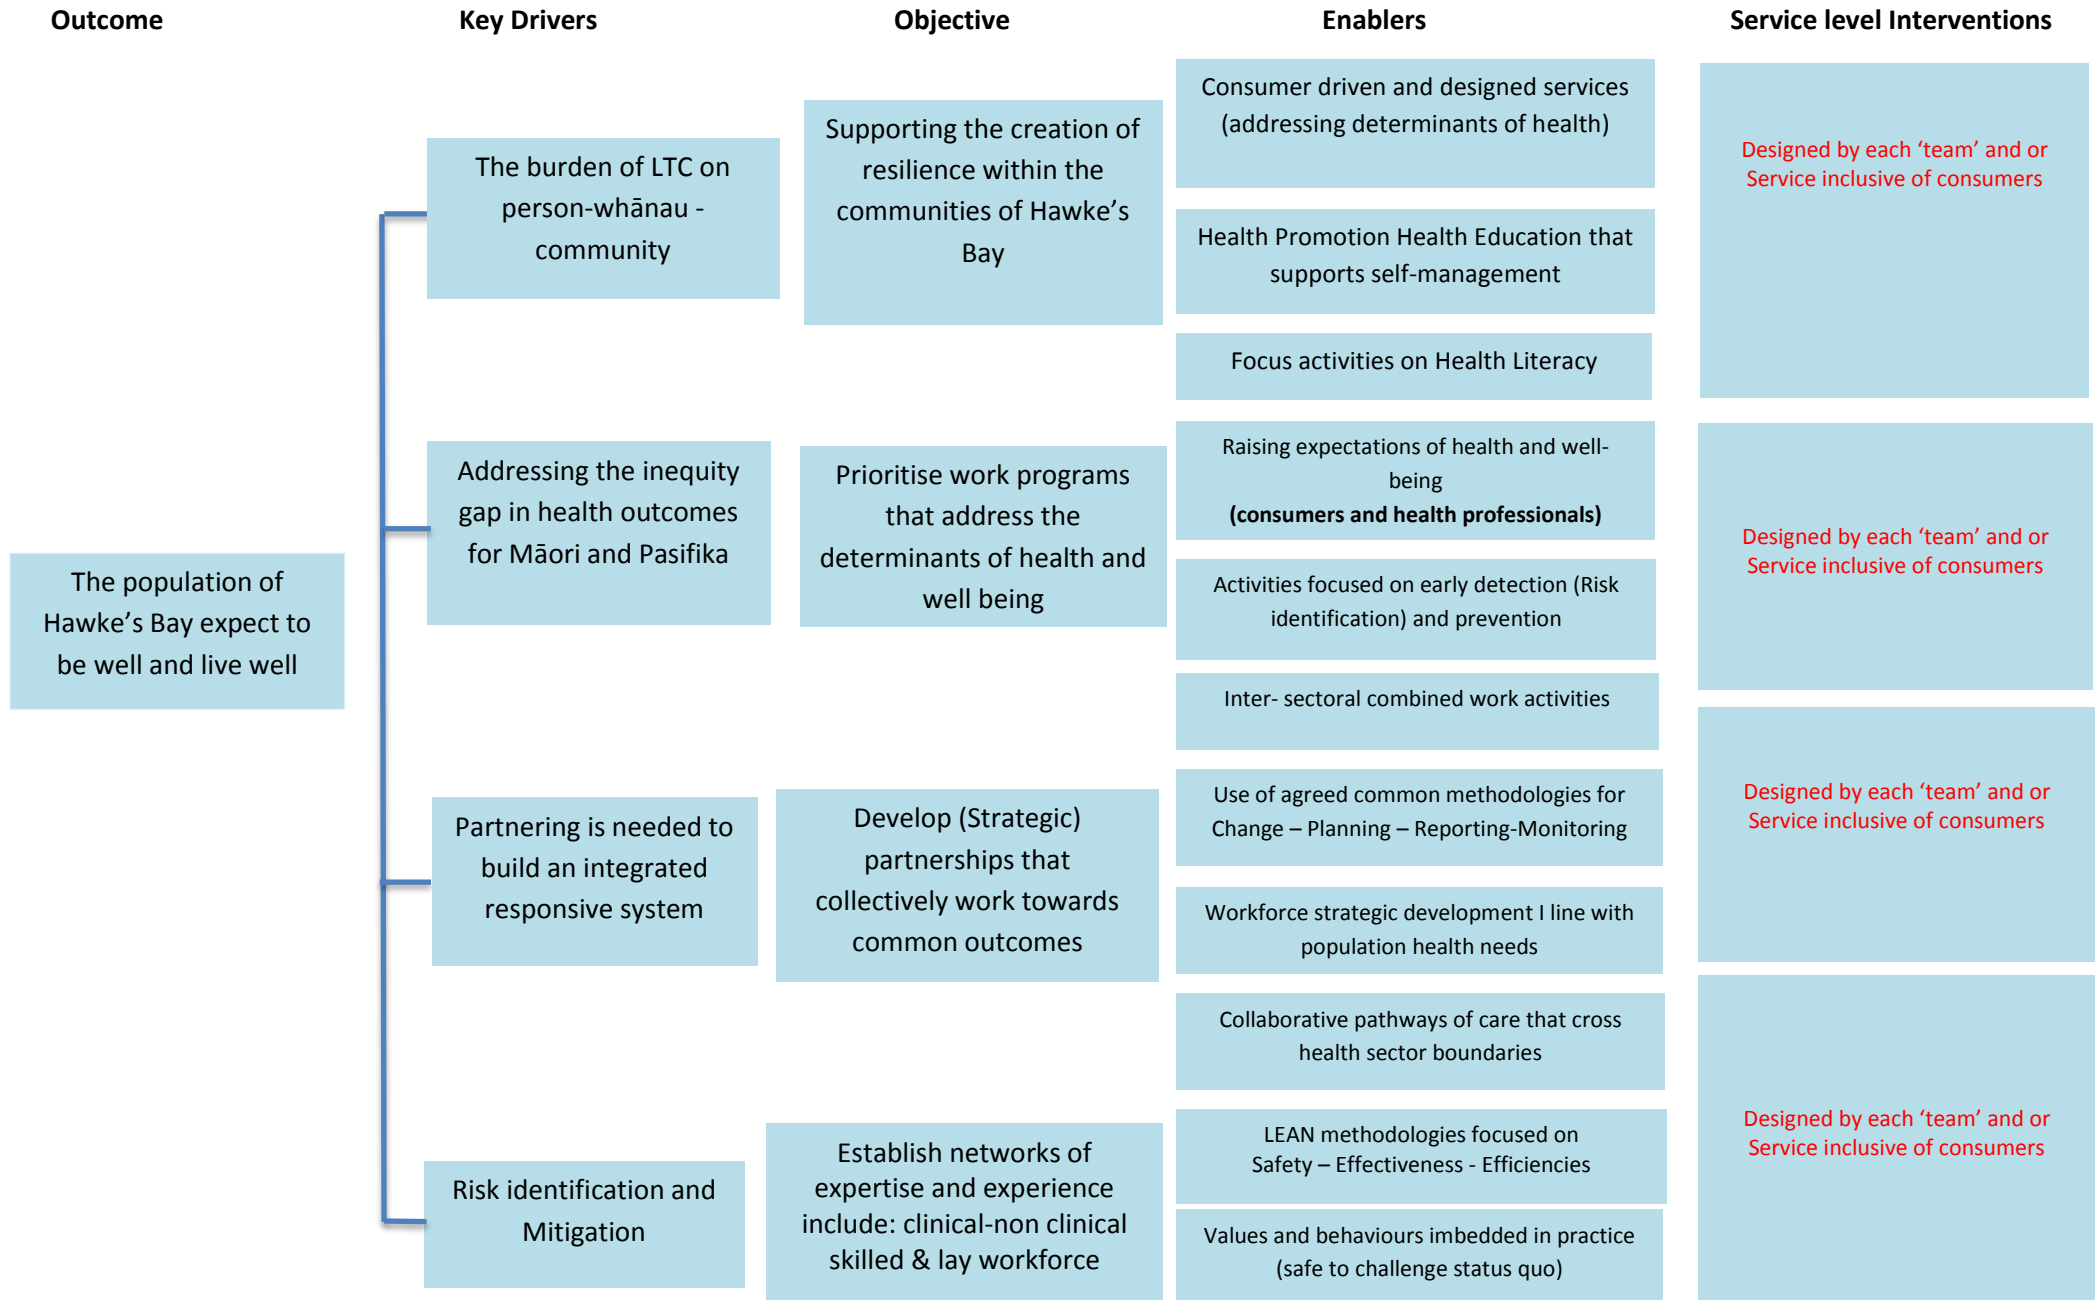 Outcome
Key Drivers
Objective
Enablers
Service level Interventions
The population of
Hawke’s Bay expect to
be well and live well
The burden of LTC on
person-whānau -
community
Addressing the inequity
gap in health outcomes
for Māori and Pasifika
Partnering is needed to
build an integrated
responsive system
Risk identification and
Mitigation
Supporting the creation of
resilience within the
communities of Hawke’s
Bay
Prioritise work programs
that address the
determinants of health and
well being
Develop (Strategic)
partnerships that
collectively work towards
common outcomes
Establish networks of
expertise and experience
include: clinical-non clinical
skilled & lay workforce
Consumer driven and designed services
(addressing determinants of health)
Health Promotion Health Education that
supports self-management
Focus activities on Health Literacy
Raising expectations of health and well-
being
(consumers and health professionals)
Activities focused on early detection (Risk
identification) and prevention
Inter- sectoral combined work activities
Use of agreed common methodologies for
Change – Planning – Reporting-Monitoring
Workforce strategic development I line with
population health needs
Collaborative pathways of care that cross
health sector boundaries
LEAN methodologies focused on
Safety – Effectiveness - Efficiencies
Values and behaviours imbedded in practice
(safe to challenge status quo)
Designed by each ‘team’ and or
Service inclusive of consumers
Designed by each ‘team’ and or
Service inclusive of consumers
Designed by each ‘team’ and or
Service inclusive of consumers
Designed by each ‘team’ and or
Service inclusive of consumers